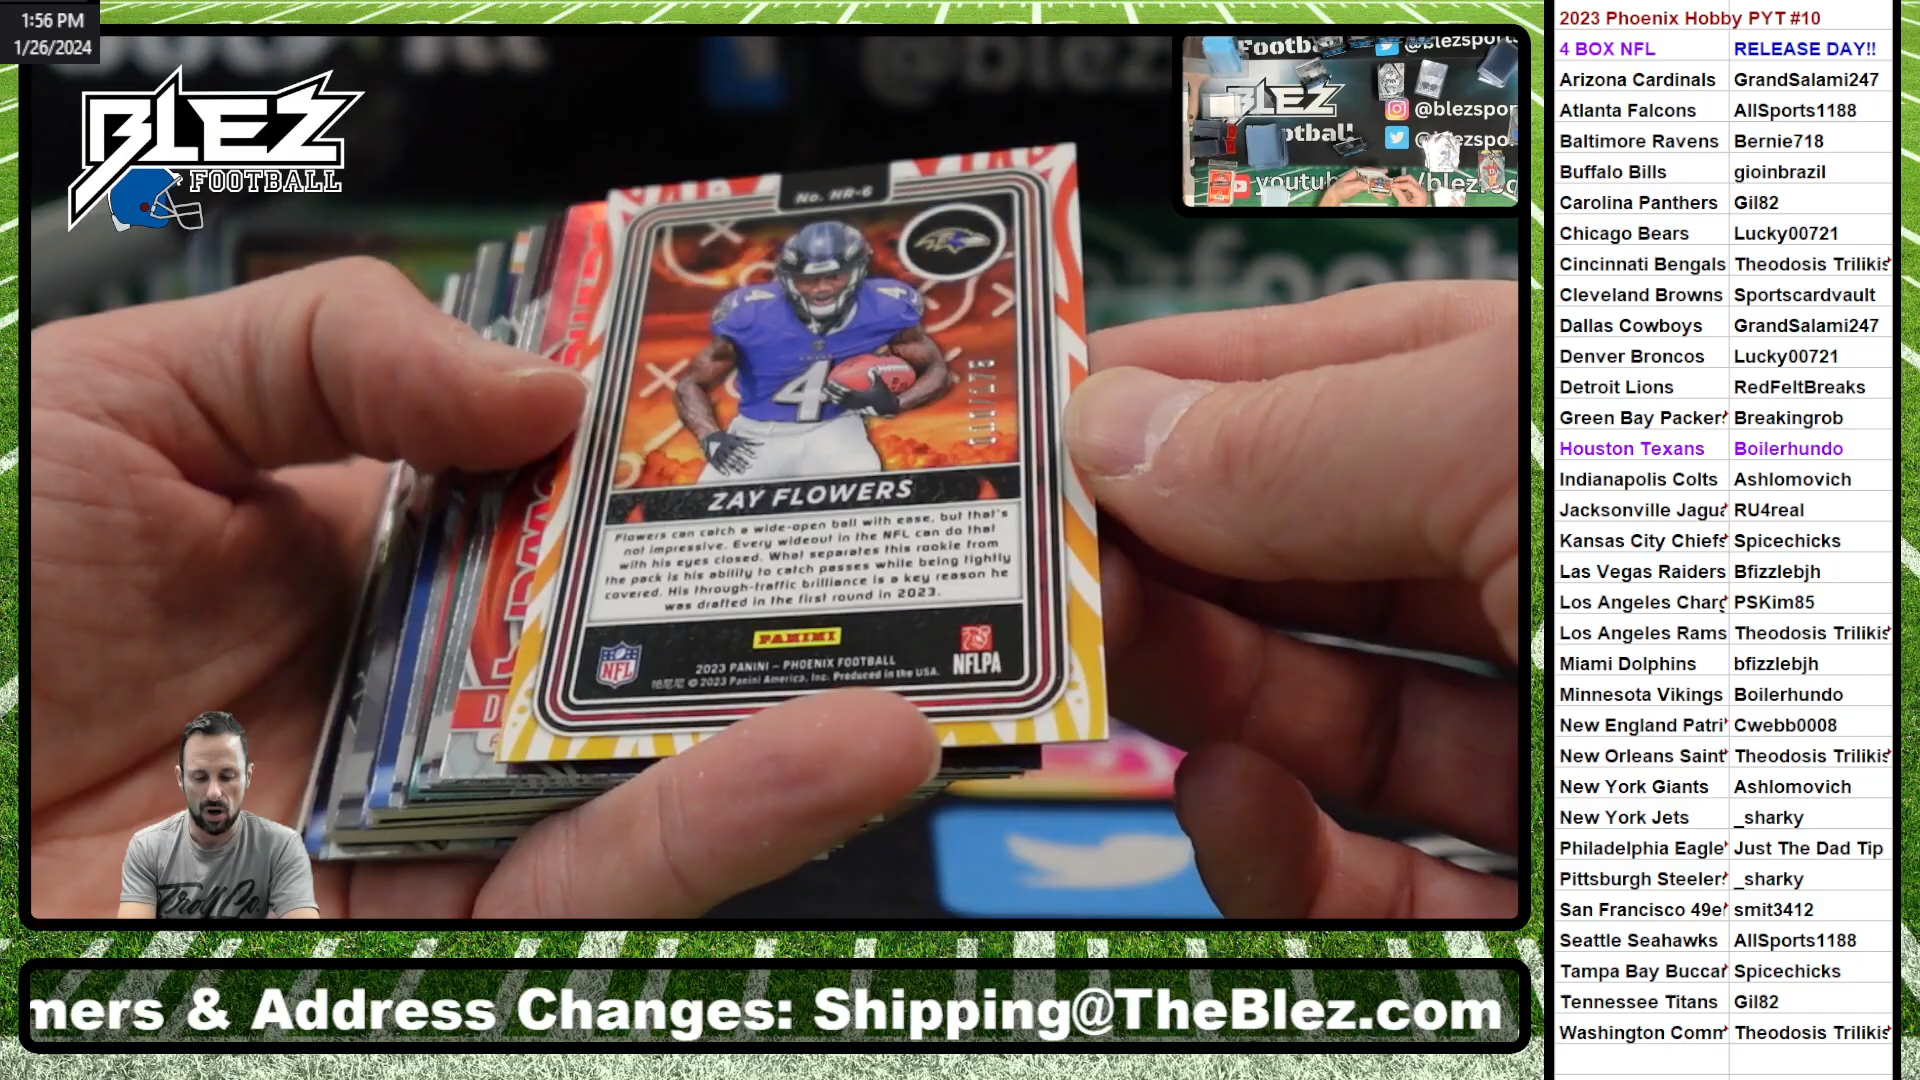 1:56 PM
1/26/2024
BLEZ
FOOTBALL
No. HR-6
ZAY FLOWERS
Flowers can catch a wide-open ball with ease, but that's
not impressive. Every wideout in the NFL can do that
with his eyes closed. What separates this rookie from
the pack is his ability to catch passes while being tightly
covered. His through-traffic brilliance is a key reason he
was drafted in the first round in 2023.
PANINI
NFL
2023 PANINI – PHOENIX FOOTBALL
© 2023 Panini America, Inc. Produced in the USA.
NFLPA
@blezsport
BLEZ
@blezspor
youtub
/blez.co
mers & Address Changes: Shipping@TheBlez.com
2023 Phoenix Hobby PYT #10
4 BOX NFL RELEASE DAY!!
Arizona Cardinals GrandSalami247
Atlanta Falcons AllSports1188
Baltimore Ravens Bernie718
Buffalo Bills gioinbrazil
Carolina Panthers Gil82
Chicago Bears Lucky00721
Cincinnati Bengals Theodosis Trilikis
Cleveland Browns Sportscardvault
Dallas Cowboys GrandSalami247
Denver Broncos Lucky00721
Detroit Lions RedFeltBreaks
Green Bay Packer Breakingrob
Houston Texans Boilerhundo
Indianapolis Colts Ashlomovich
Jacksonville Jagua RU4real
Kansas City Chiefs Spicechicks
Las Vegas Raiders Bfizzlebjh
Los Angeles Charg PSKim85
Los Angeles Rams Theodosis Trilikis
Miami Dolphins bfizzlebjh
Minnesota Vikings Boilerhundo
New England Patri Cwebb0008
New Orleans Saint Theodosis Trilikis
New York Giants Ashlomovich
New York Jets _sharky
Philadelphia Eagle Just The Dad Tip
Pittsburgh Steeler _sharky
San Francisco 49e smit3412
Seattle Seahawks AllSports1188
Tampa Bay Buccar Spicechicks
Tennessee Titans Gil82
Washington Comm Theodosis Trilikis